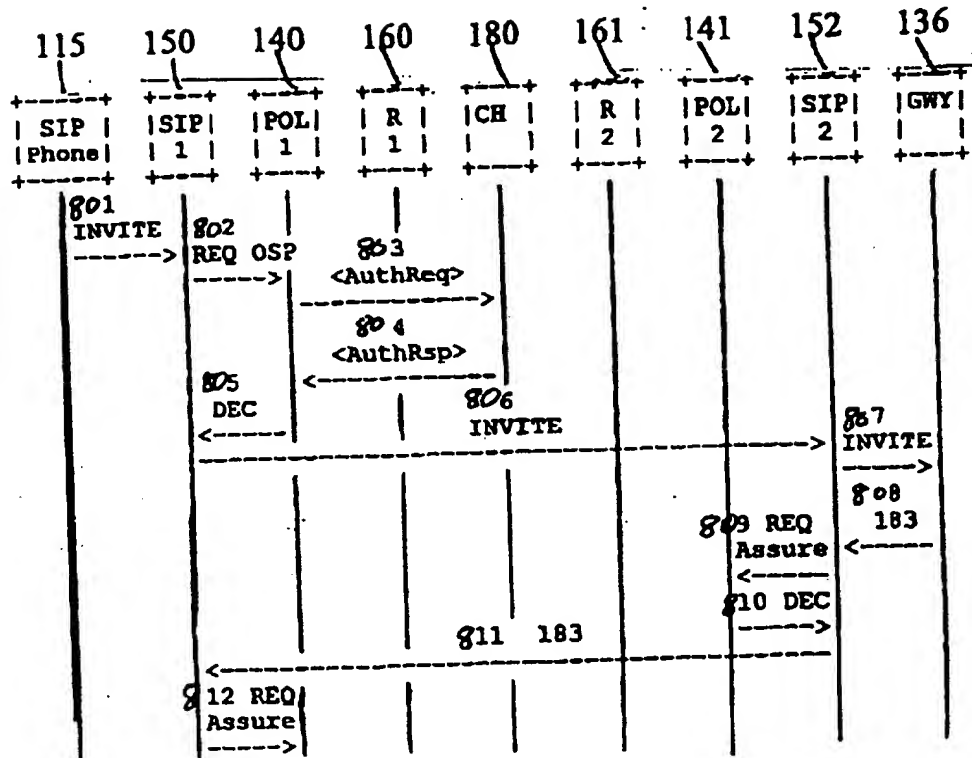 115 150 140 160 180 161 141 152 136
SIP Phone
SIP 1
POL 1
R 1
CH
R 2
POL 2
SIP 2
GWY
801
INVITE
802
REQ OSP
803
<AuthReq>
804
<AuthRsp>
805
DEC
806
INVITE
807
INVITE
808
183
809 REQ
Assure
810 DEC
811 183
812 REQ
Assure